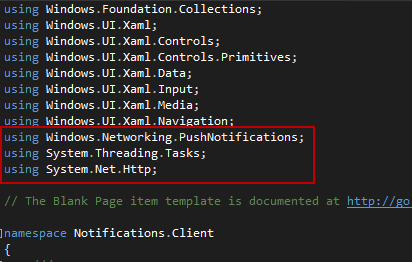 using Windows.Foundation.Collections;
using Windows.UI.Xaml;
using Windows.UI.Xaml.Controls;
using Windows.UI.Xaml.Controls.Primitives;
using Windows.UI.Xaml.Data;
using Windows.UI.Xaml.Input;
using Windows.UI.Xaml.Media;
using Windows.UI.Xaml.Navigation;
using Windows.Networking.PushNotifications;
using System.Threading.Tasks;
using System.Net.Http;
// The Blank Page item template is documented at http://go
namespace Notifications.Client
{